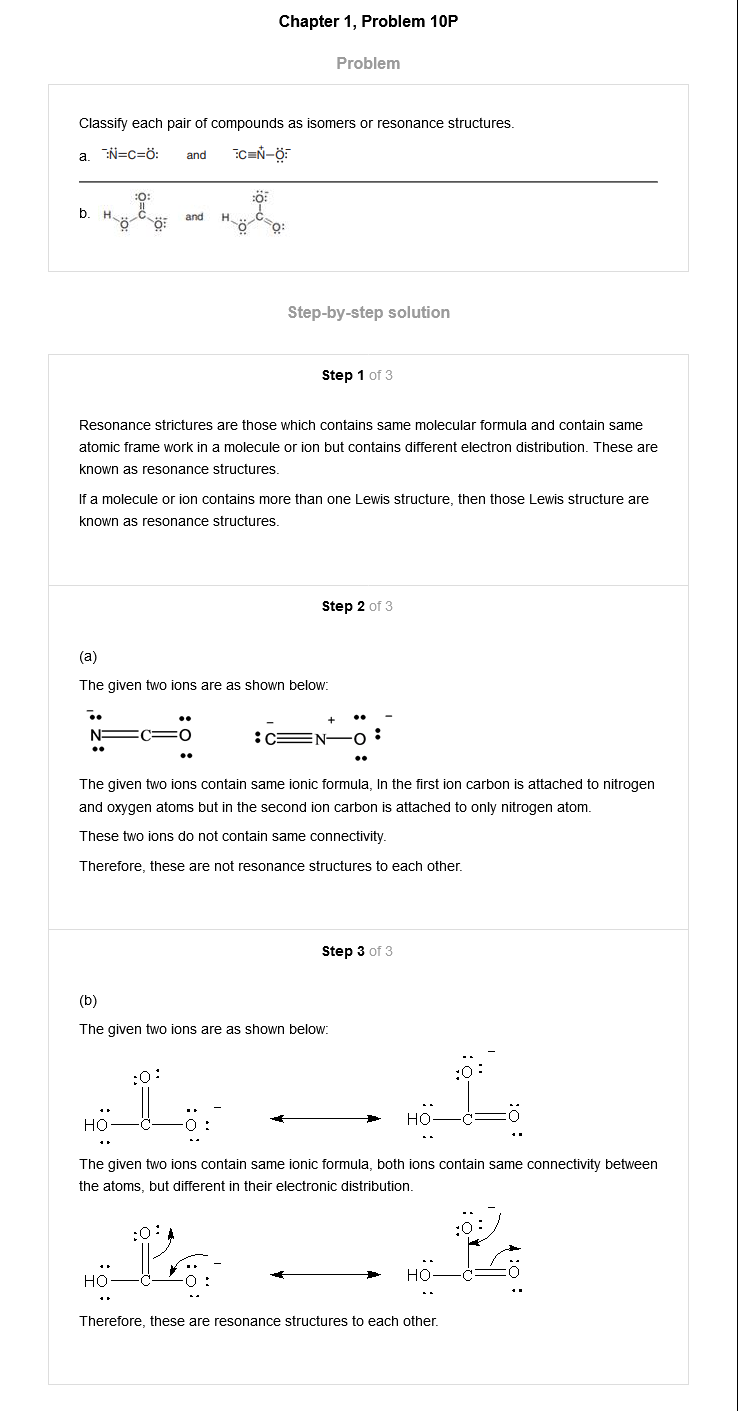 Chapter 1, Problem 10P
Problem
Classify each pair of compounds as isomers or resonance structures.
a. ⁻:N̈=C=Ö: and ⁻:C≡N⁺–Ö:⁻
b. H Ö C :O: Ö:⁻ and H Ö C :Ö:⁻ Ö:
Step-by-step solution
Step 1 of 3
Resonance strictures are those which contains same molecular formula and contain same
atomic frame work in a molecule or ion but contains different electron distribution. These are
known as resonance structures.
If a molecule or ion contains more than one Lewis structure, then those Lewis structure are
known as resonance structures.
Step 2 of 3
(a)
The given two ions are as shown below:
N=C=O :C≡N–O:
The given two ions contain same ionic formula, In the first ion carbon is attached to nitrogen
and oxygen atoms but in the second ion carbon is attached to only nitrogen atom.
These two ions do not contain same connectivity.
Therefore, these are not resonance structures to each other.
Step 3 of 3
(b)
The given two ions are as shown below:
:O: :O:⁻
HO C O:⁻ HO C O
The given two ions contain same ionic formula, both ions contain same connectivity between
the atoms, but different in their electronic distribution.
:O: :O:⁻
HO C O:⁻ HO C O
Therefore, these are resonance structures to each other.